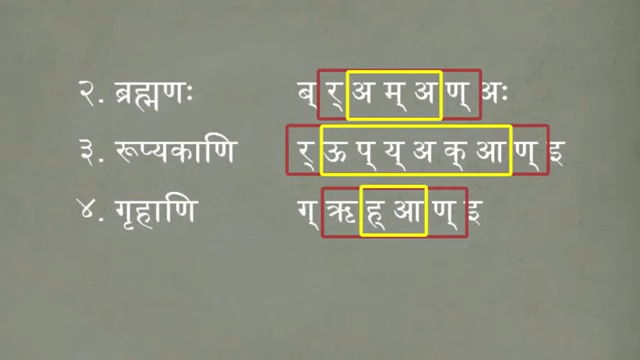 २. ब्रह्मणः ब् र् अ म् अ ण् अः
३. रूप्यकाणि र् ऊ प् य् अ क् आ ण् इ
४. गृहाणि ग् ऋ ह् आ ण् इ